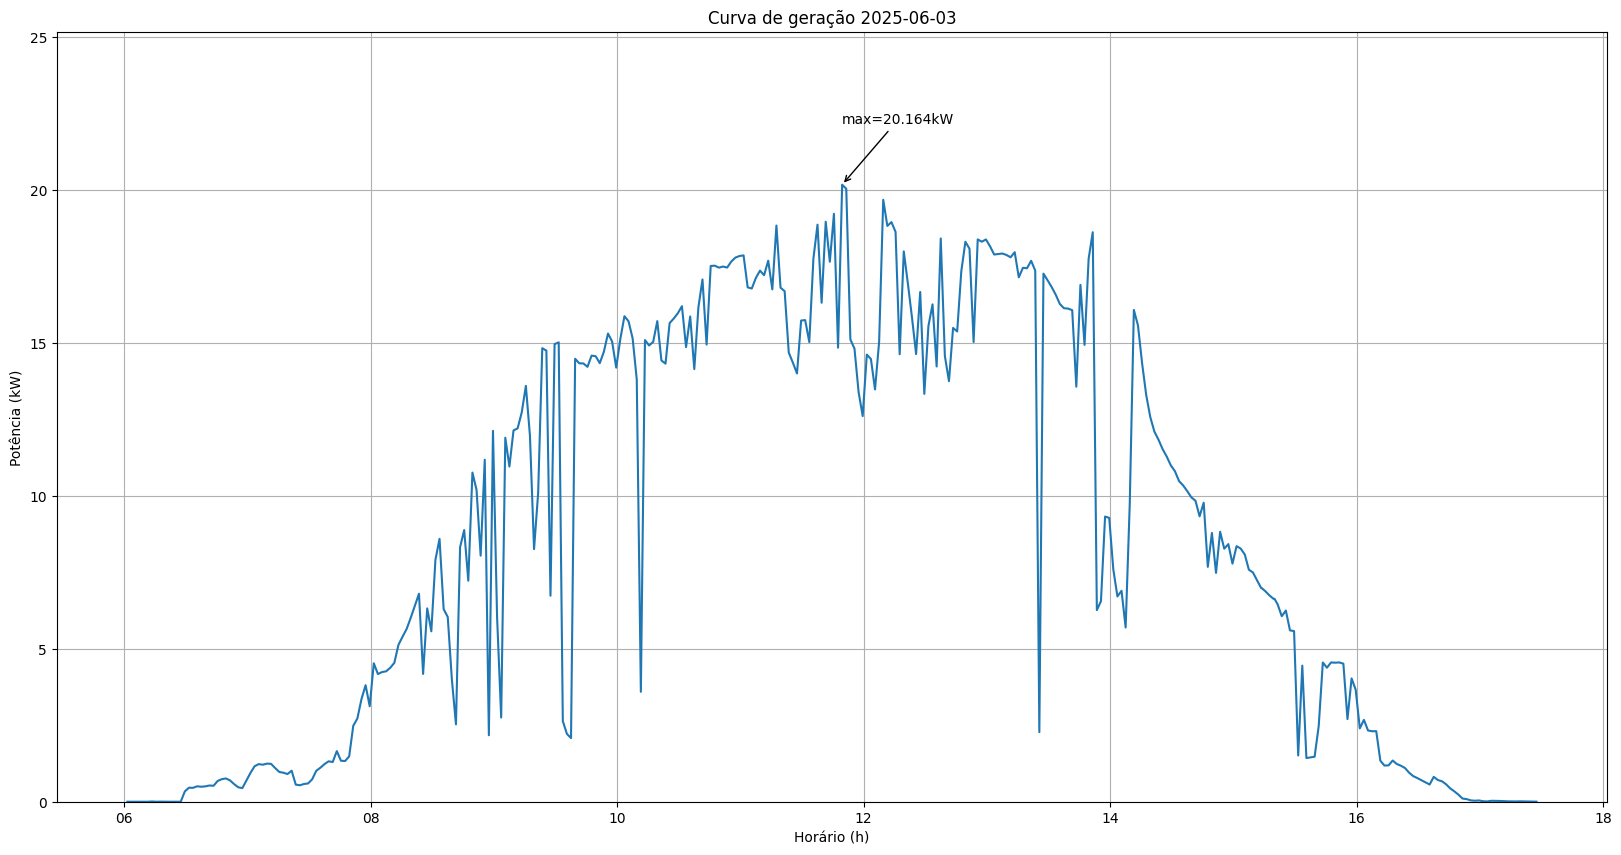 Curva de geração 2025-06-03
25
max=20.164kW
20
15
Potência (kW)
10
5
0
06 08 10 12 14 16 18
Horário (h)